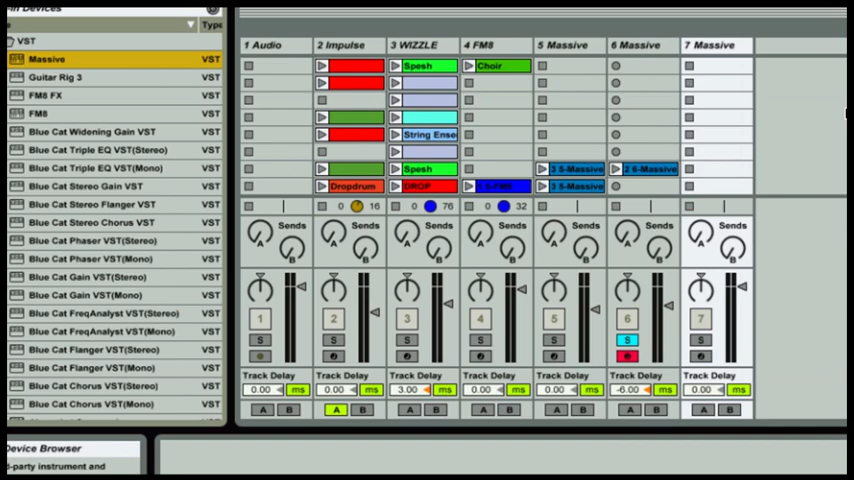 -in Devices
Type
VST
Massive VST
Guitar Rig 3 VST
FM8 FX VST
FM8 VST
Blue Cat Widening Gain VST VST
Blue Cat Triple EQ VST(Stereo) VST
Blue Cat Triple EQ VST(Mono) VST
Blue Cat Stereo Gain VST VST
Blue Cat Stereo Flanger VST VST
Blue Cat Stereo Chorus VST VST
Blue Cat Phaser VST(Stereo) VST
Blue Cat Phaser VST(Mono) VST
Blue Cat Gain VST(Stereo) VST
Blue Cat Gain VST(Mono) VST
Blue Cat FreqAnalyst VST(Stereo) VST
Blue Cat FreqAnalyst VST(Mono) VST
Blue Cat Flanger VST(Stereo) VST
Blue Cat Flanger VST(Mono) VST
Blue Cat Chorus VST(Stereo) VST
Blue Cat Chorus VST(Mono) VST
Device Browser
d-party instrument and
1 Audio 2 Impulse 3 WIZZLE 4 FM8 5 Massive 6 Massive 7 Massive
Spesh Choir
String Ense
Spesh 3 5-Massive 2 6-Massive
Dropdrum DROP 3 5-Massive
0 16 0 76 0 32
Sends Sends Sends Sends Sends Sends Sends
A B A B A B A B A B A B A B
1 2 3 4 5 6 7
S S S S S S S
Track Delay Track Delay Track Delay Track Delay Track Delay Track Delay Track Delay
0.00 ms 0.00 ms 3.00 ms 0.00 ms 0.00 ms -6.00 ms 0.00 ms
A B A B A B A B A B A B A B